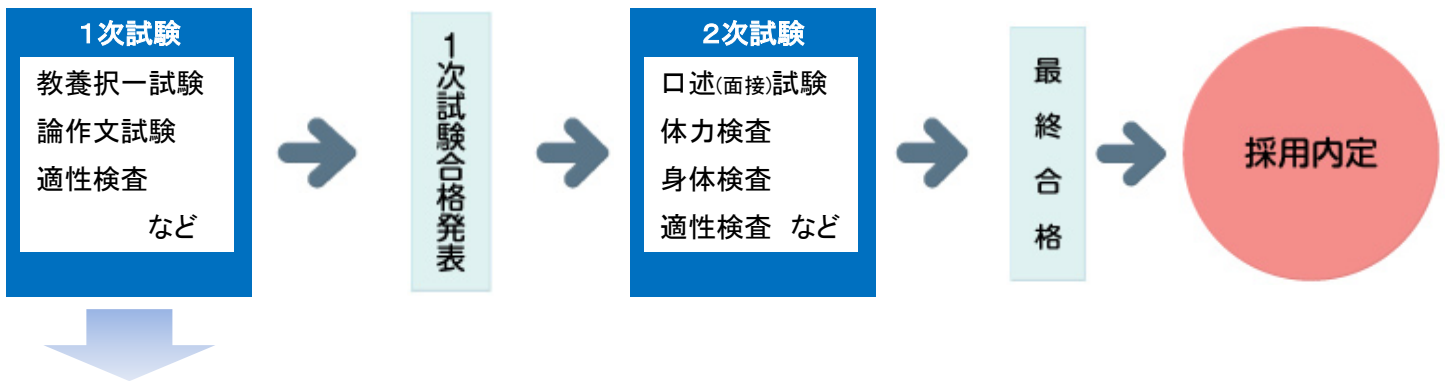 1次試験
教養択一試験
論作文試験
適性検査
など
1次試験合格発表
2次試験
口述(面接)試験
体力検査
身体検査
適性検査 など
最終合格
採用内定